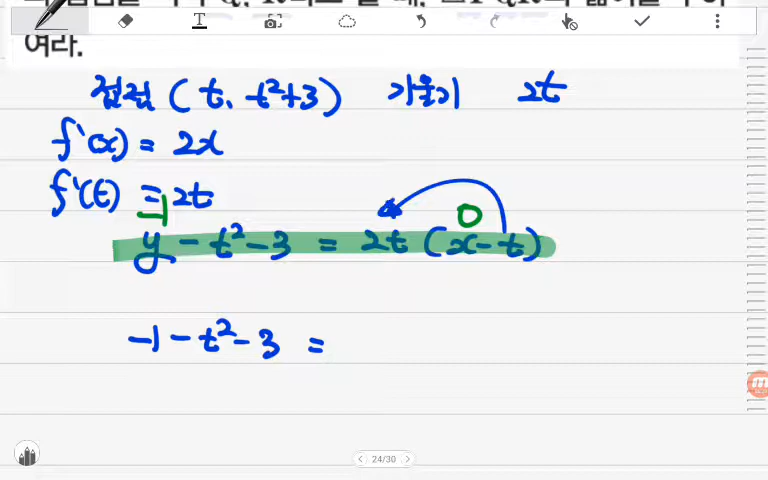 여라.
접점 (t, t²+3) 기울기 2t
f'(x) = 2x
f'(t) = 2t
-1 0
y - t² - 3 = 2t (x - t)
-1 - t² - 3 =
24/30